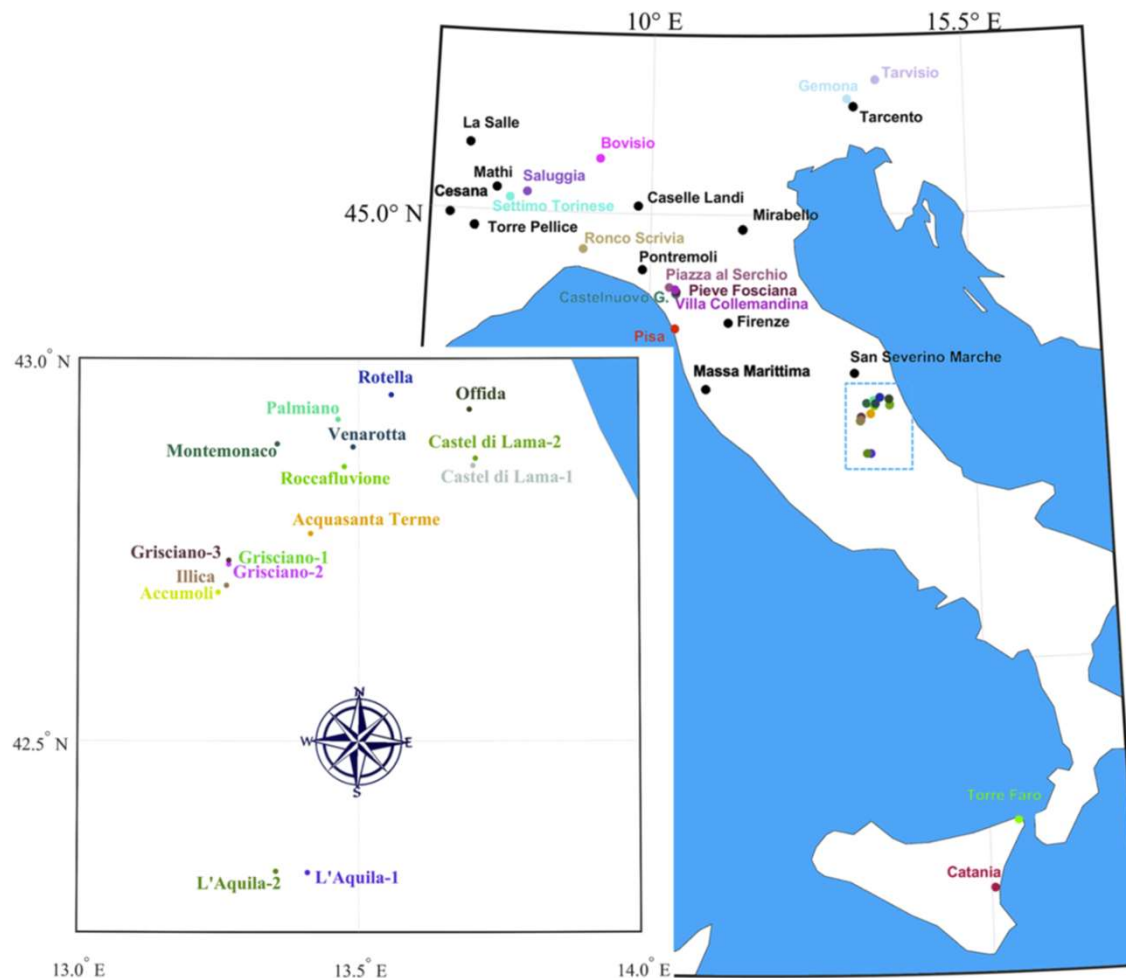 10° E
15.5° E
Tarvisio
Gemona
Tarcento
La Salle
Bovisio
Mathi
Saluggia
Cesana
Settimo Torinese
Caselle Landi
45.0° N
Torre Pellice
Mirabello
Ronco Scrivia
Pontremoli
Piazza al Serchio
Pieve Fosciana
Castelnuovo G.
Villa Collemandina
Firenze
Pisa
San Severino Marche
Massa Marittima
43.0° N
Rotella
Offida
Palmiano
Venarotta
Castel di Lama-2
Montemonaco
Roccafluvione
Castel di Lama-1
Acquasanta Terme
Grisciano-3
Grisciano-1
Grisciano-2
Illica
Accumoli
N
W
E
S
42.5° N
Torre Faro
Catania
L'Aquila-2
L'Aquila-1
13.0° E
13.5° E
14.0° E